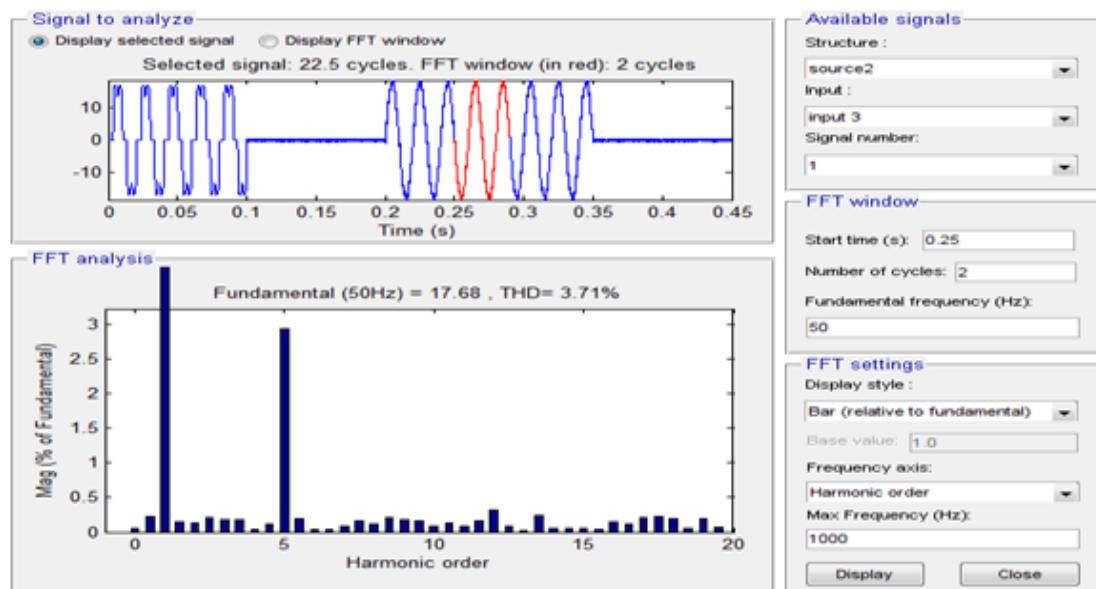 Signal to analyze
Display selected signal
Display FFT window
Selected signal: 22.5 cycles. FFT window (in red): 2 cycles
10
0
-10
0 0.05 0.1 0.15 0.2 0.25 0.3 0.35 0.4 0.45
Time (s)
FFT analysis
Fundamental (50Hz) = 17.68 , THD= 3.71%
Mag (% of Fundamental)
3
2.5
2
1.5
1
0.5
0
0 5 10 15 20
Harmonic order
Available signals
Structure :
source2
Input :
input 3
Signal number:
1
FFT window
Start time (s): 0.25
Number of cycles: 2
Fundamental frequency (Hz):
50
FFT settings
Display style :
Bar (relative to fundamental)
Base value: 1.0
Frequency axis:
Harmonic order
Max Frequency (Hz):
1000
Display
Close